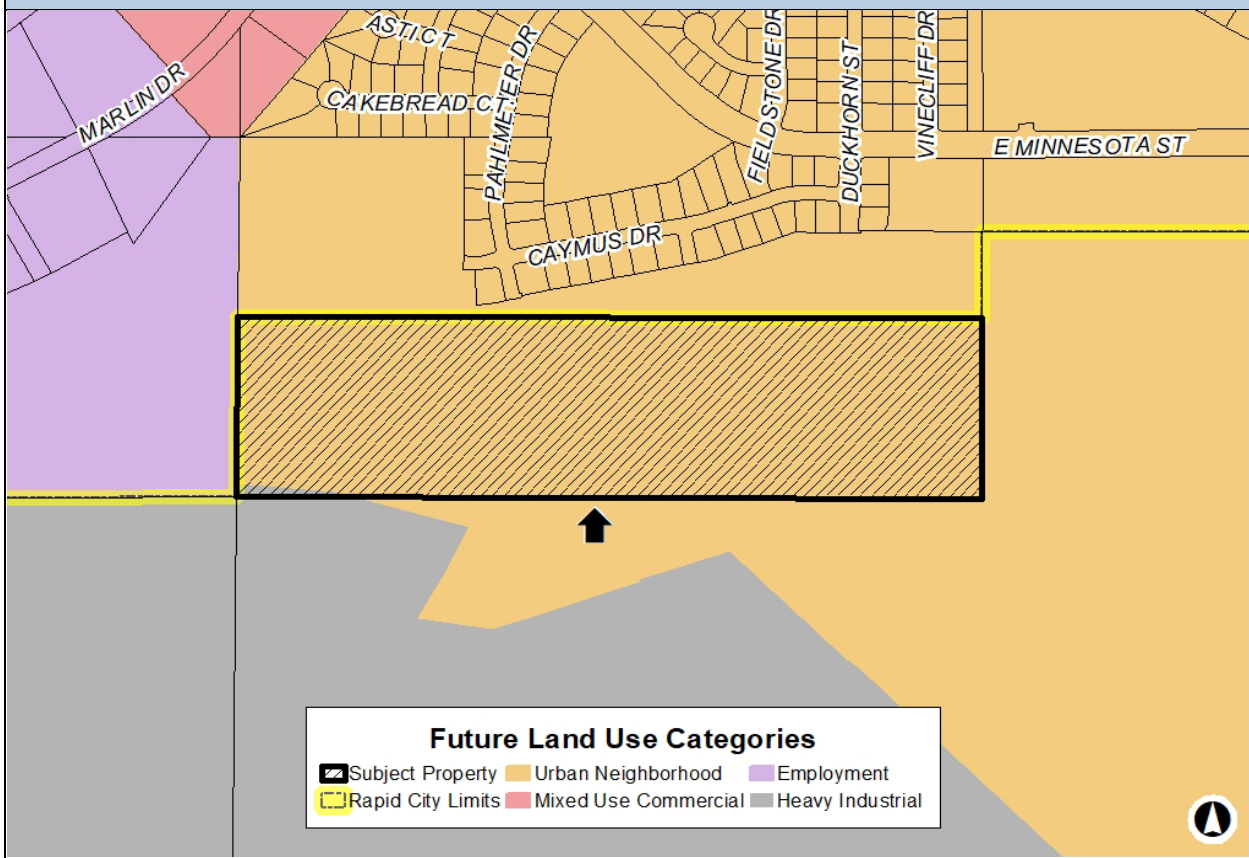 ASTI CT
MARLIN DR
CAKEBREAD CT
PAHLMEYER DR
FIELDSTONE DR
DUCKHORN ST
VINECLIFF DR
E MINNESOTA ST
CAYMUS DR
Future Land Use Categories
Subject Property Urban Neighborhood Employment
Rapid City Limits Mixed Use Commercial Heavy Industrial